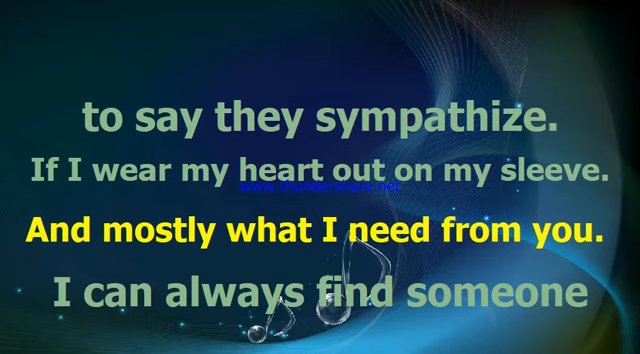 to say they sympathize.
If I wear my heart out on my sleeve.
www.thundershare.net
And mostly what I need from you.
I can always find someone